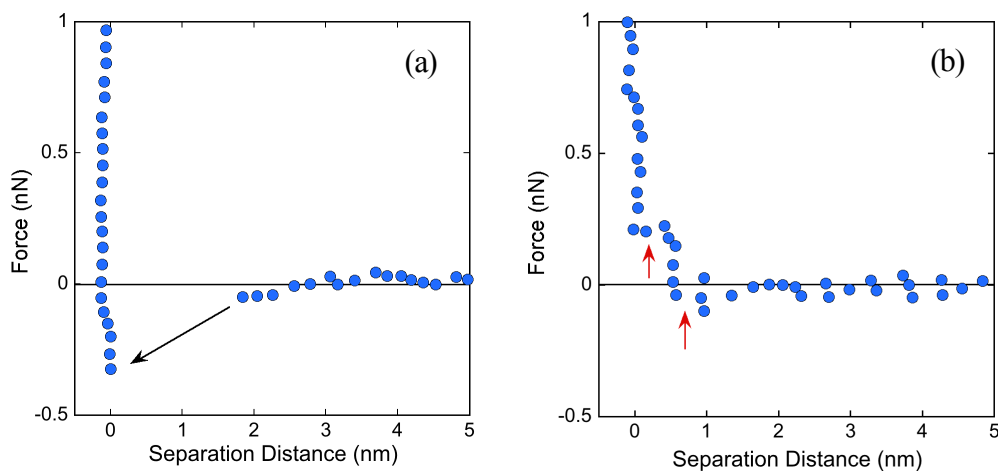 (a)
1
0.5
0
-0.5
0 1 2 3 4 5
Force (nN)
Separation Distance (nm)
(b)
1
0.5
0
-0.5
0 1 2 3 4 5
Force (nN)
Separation Distance (nm)